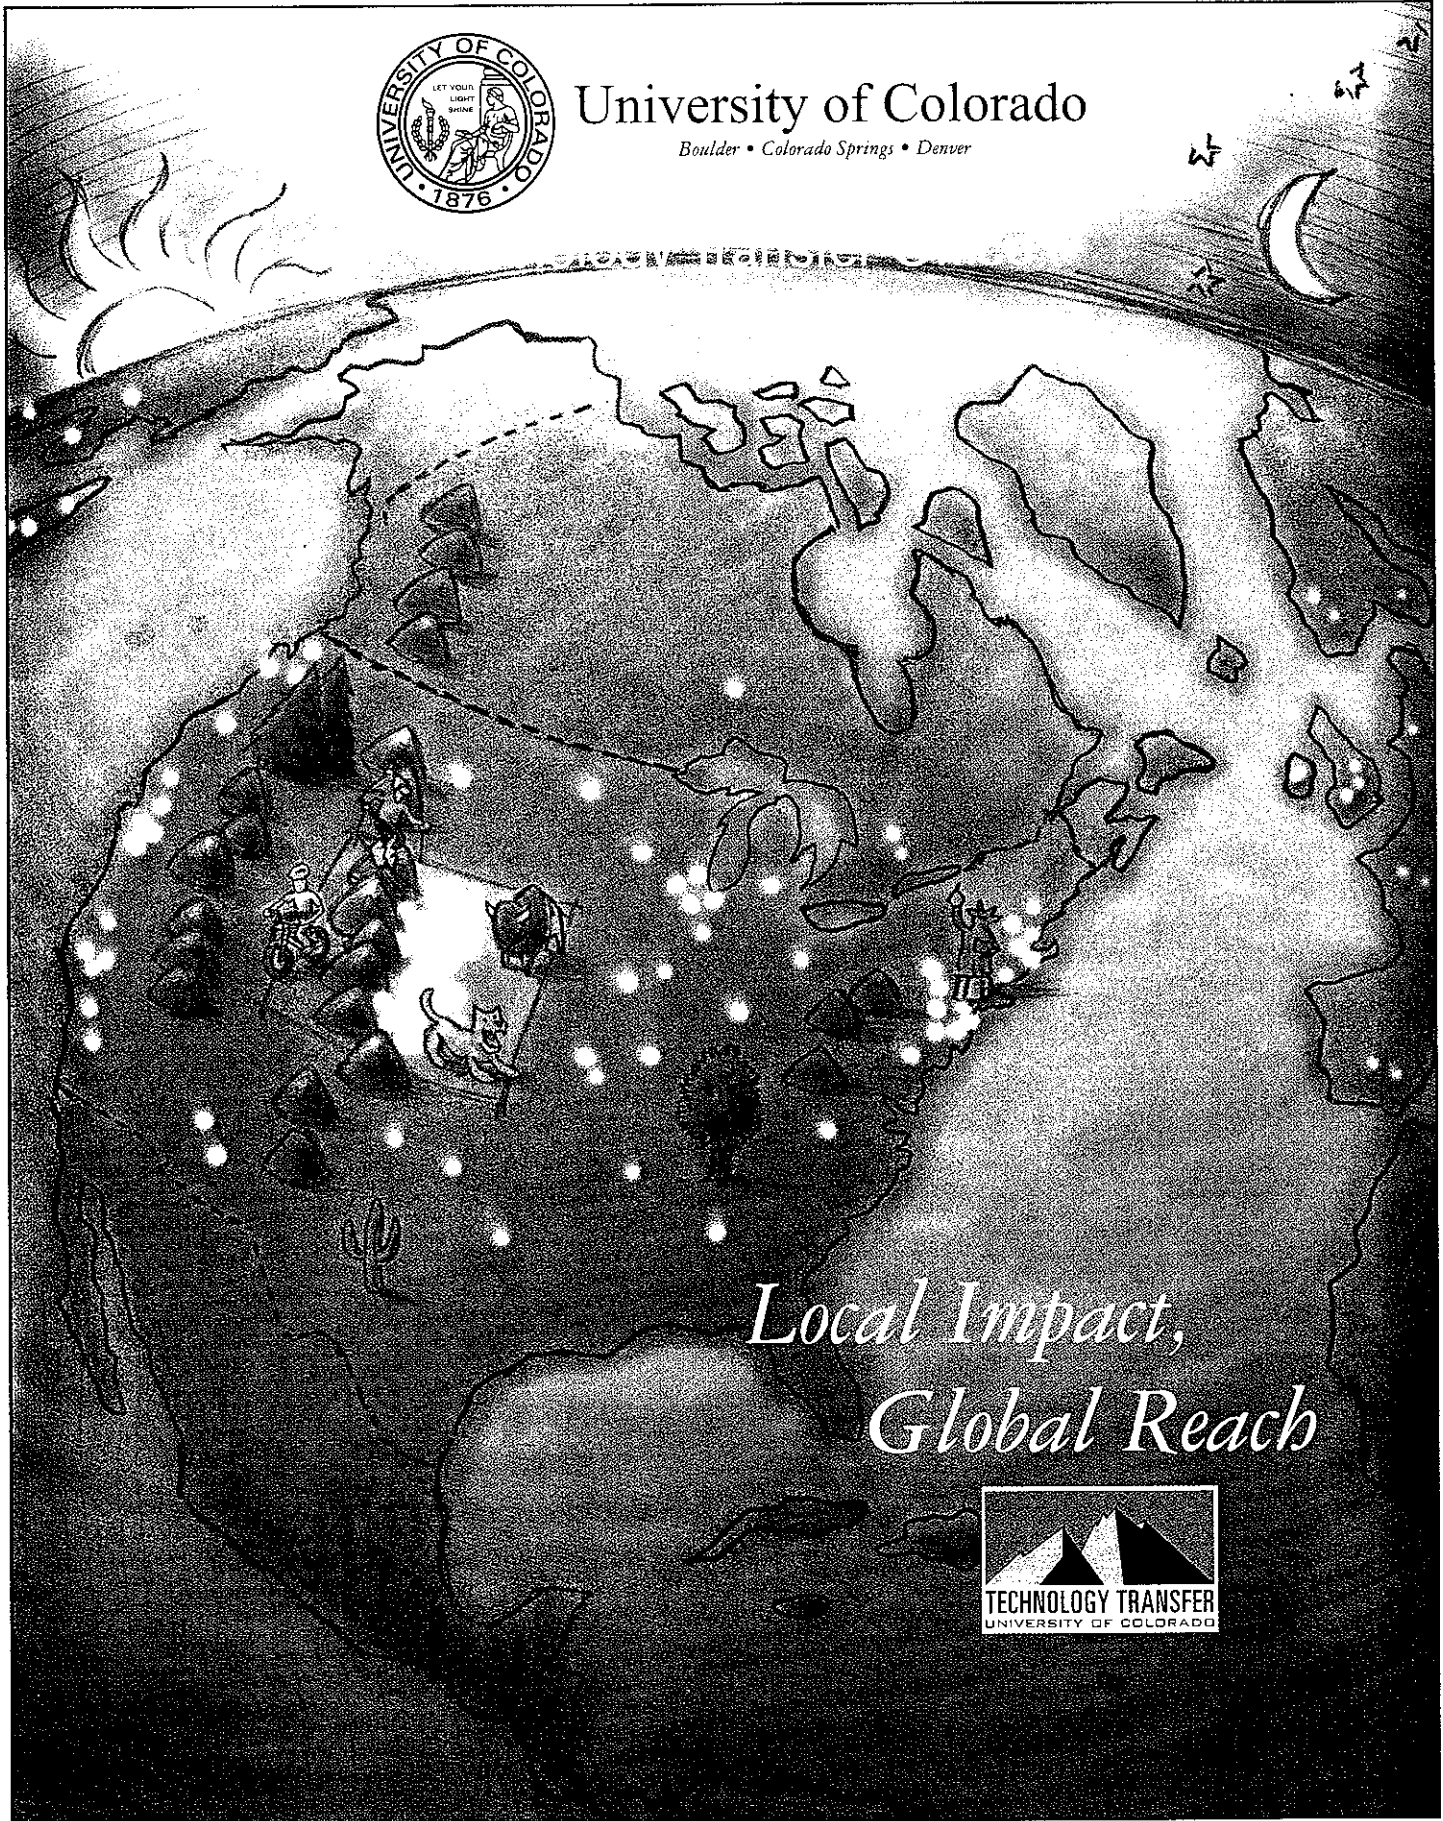 UNIVERSITY OF COLORADO
LET YOUR
LIGHT
SHINE
1876
University of Colorado
Boulder • Colorado Springs • Denver
Local Impact,
Global Reach
TECHNOLOGY TRANSFER
UNIVERSITY OF COLORADO